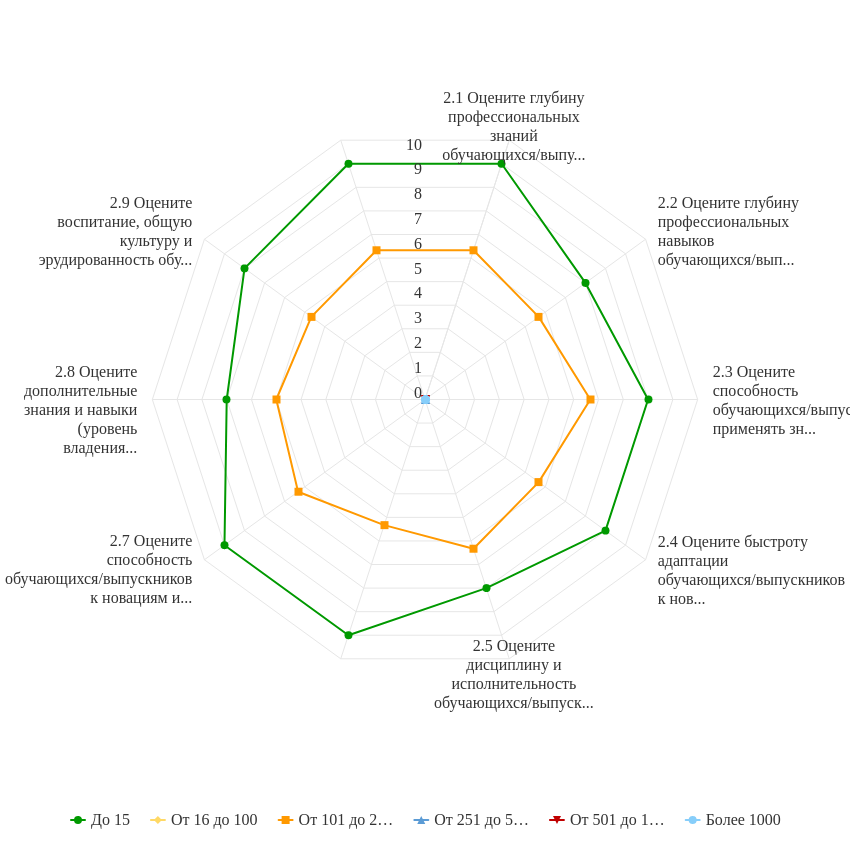 2.1 Оцените глубину
профессиональных
знаний
обучающихся/выпу...
2.2 Оцените глубину
профессиональных
навыков
обучающихся/вып...
2.3 Оцените
способность
обучающихся/выпус
применять зн...
2.4 Оцените быстроту
адаптации
обучающихся/выпускников
к нов...
2.5 Оцените
дисциплину и
исполнительность
обучающихся/выпуск...
2.7 Оцените
способность
обучающихся/выпускников
к новациям и...
2.8 Оцените
дополнительные
знания и навыки
(уровень
владения...
2.9 Оцените
воспитание, общую
культуру и
эрудированность обу...
10
9
8
7
6
5
4
3
2
1
0
До 15
От 16 до 100
От 101 до 2…
От 251 до 5…
От 501 до 1…
Более 1000